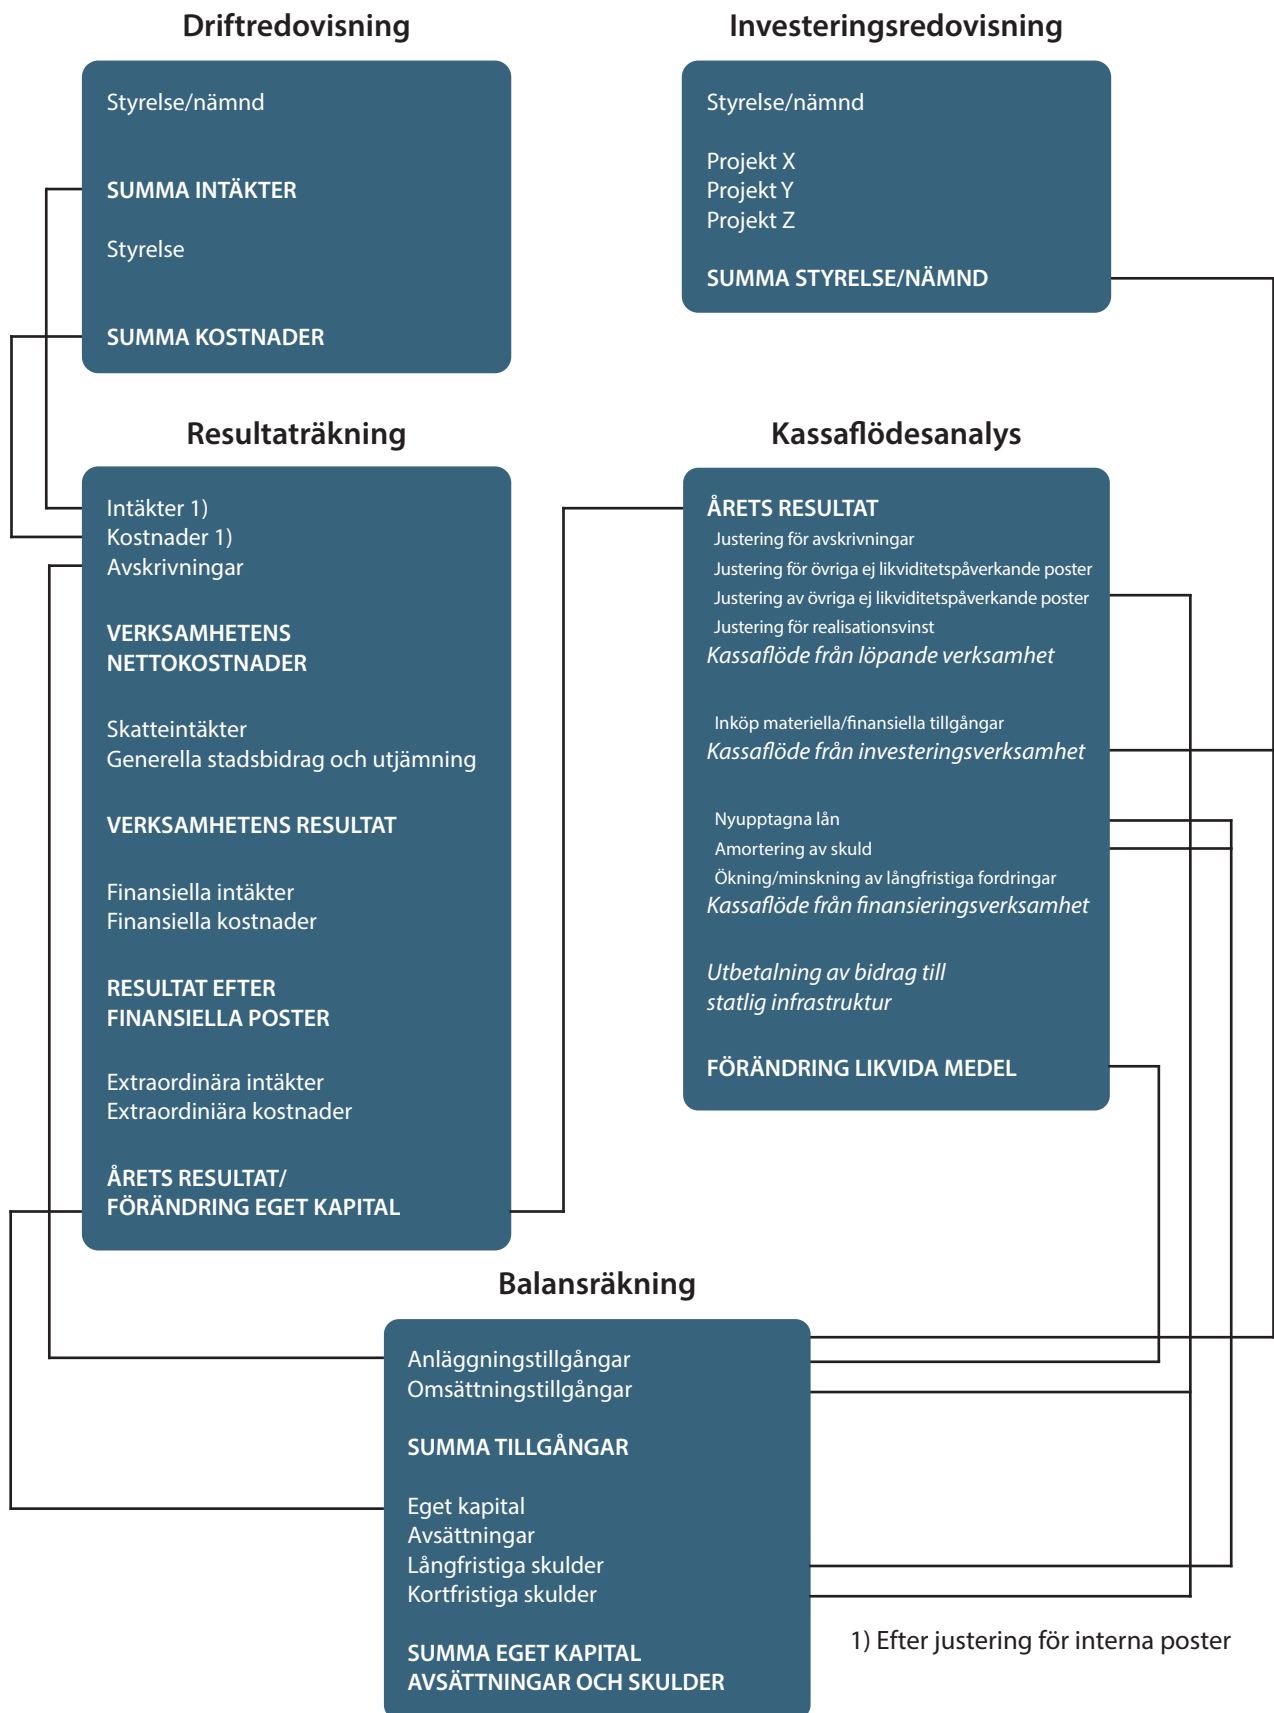 Driftredovisning
Styrelse/nämnd
SUMMA INTÄKTER
Styrelse
SUMMA KOSTNADER
Investeringsredovisning
Styrelse/nämnd
Projekt X
Projekt Y
Projekt Z
SUMMA STYRELSE/NÄMND
Resultaträkning
Intäkter 1)
Kostnader 1)
Avskrivningar
VERKSAMHETENS
NETTOKOSTNADER
Skatteintäkter
Generella stadsbidrag och utjämning
VERKSAMHETENS RESULTAT
Finansiella intäkter
Finansiella kostnader
RESULTAT EFTER
FINANSIELLA POSTER
Extraordinära intäkter
Extraordiniära kostnader
ÅRETS RESULTAT/
FÖRÄNDRING EGET KAPITAL
Kassaflödesanalys
ÅRETS RESULTAT
Justering för avskrivningar
Justering för övriga ej likviditetspåverkande poster
Justering av övriga ej likviditetspåverkande poster
Justering för realisationsvinst
Kassaflöde från löpande verksamhet
Inköp materiella/finansiella tillgångar
Kassaflöde från investeringsverksamhet
Nyupptagna lån
Amortering av skuld
Ökning/minskning av långfristiga fordringar
Kassaflöde från finansieringsverksamhet
Utbetalning av bidrag till
statlig infrastruktur
FÖRÄNDRING LIKVIDA MEDEL
Balansräkning
Anläggningstillgångar
Omsättningstillgångar
SUMMA TILLGÅNGAR
Eget kapital
Avsättningar
Långfristiga skulder
Kortfristiga skulder
SUMMA EGET KAPITAL
AVSÄTTNINGAR OCH SKULDER
1) Efter justering för interna poster